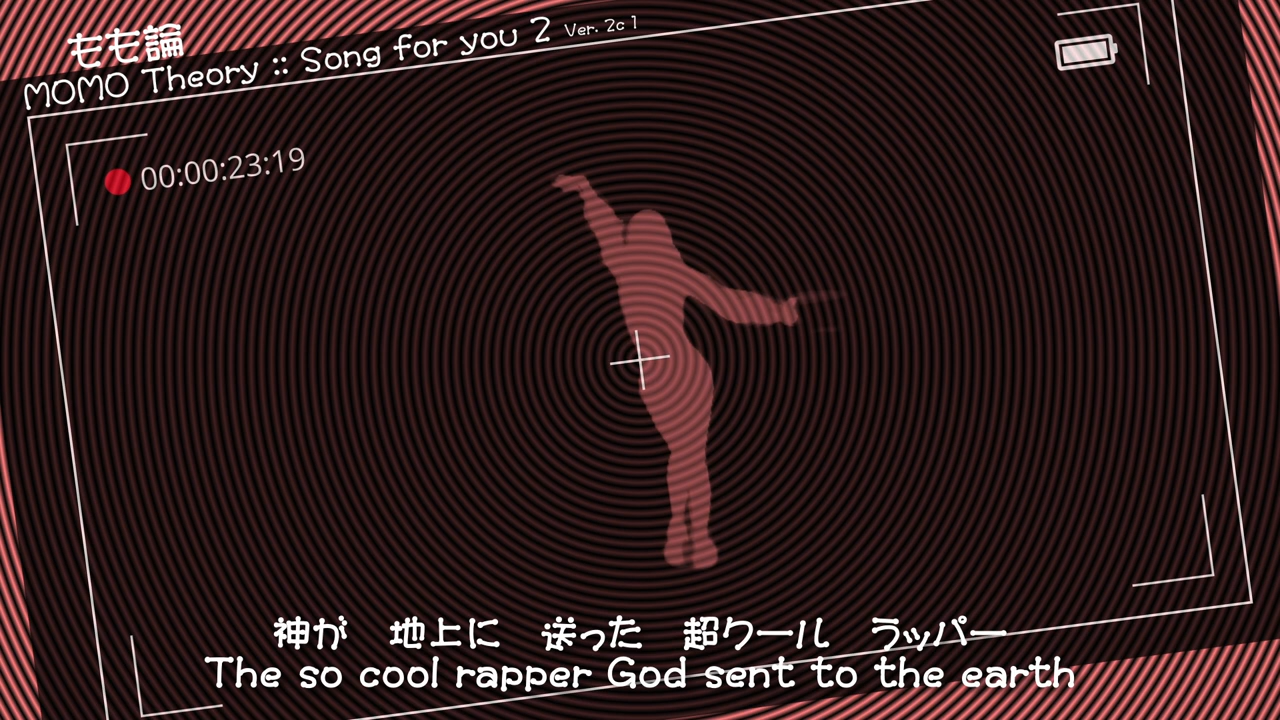 もも論
MOMO Theory :: Song for you 2 Ver. 2c1
00:00:23:19
神が 地上に 送った 超クール ラッパー
The so cool rapper God sent to the earth